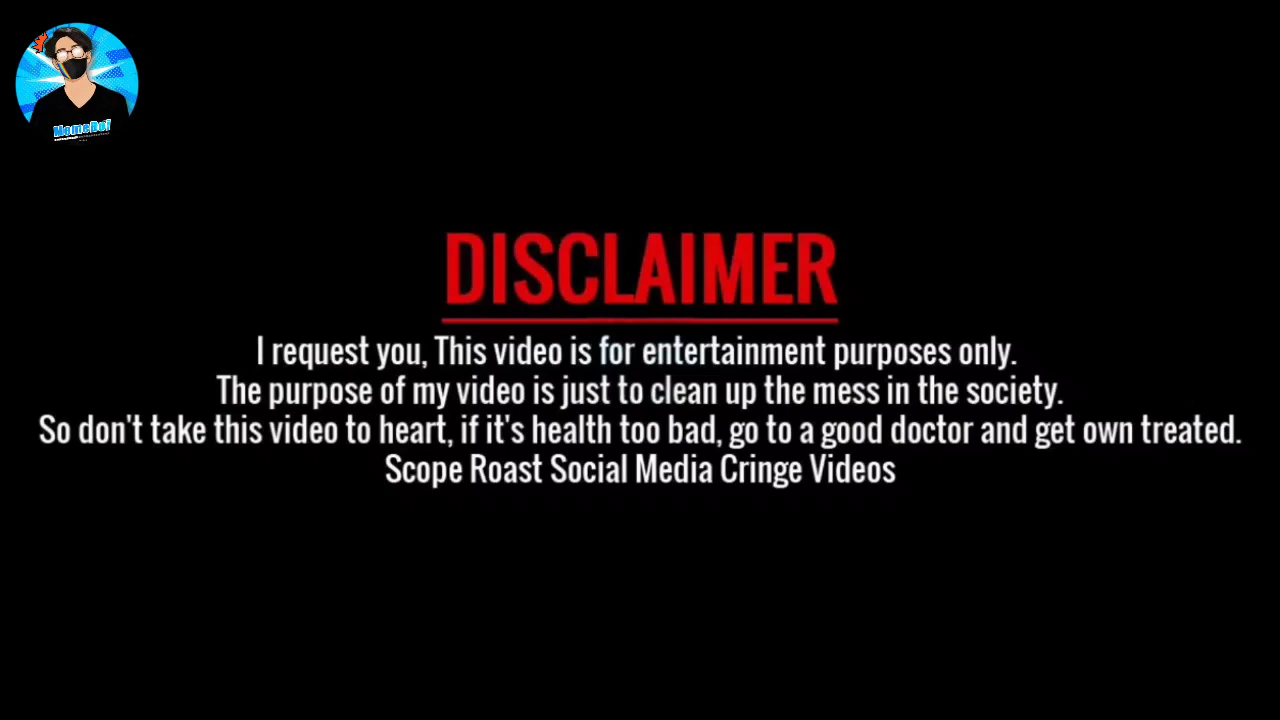 MemeBoi
DISCLAIMER
I request you, This video is for entertainment purposes only.
The purpose of my video is just to clean up the mess in the society.
So don't take this video to heart, if it's health too bad, go to a good doctor and get own treated.
Scope Roast Social Media Cringe Videos